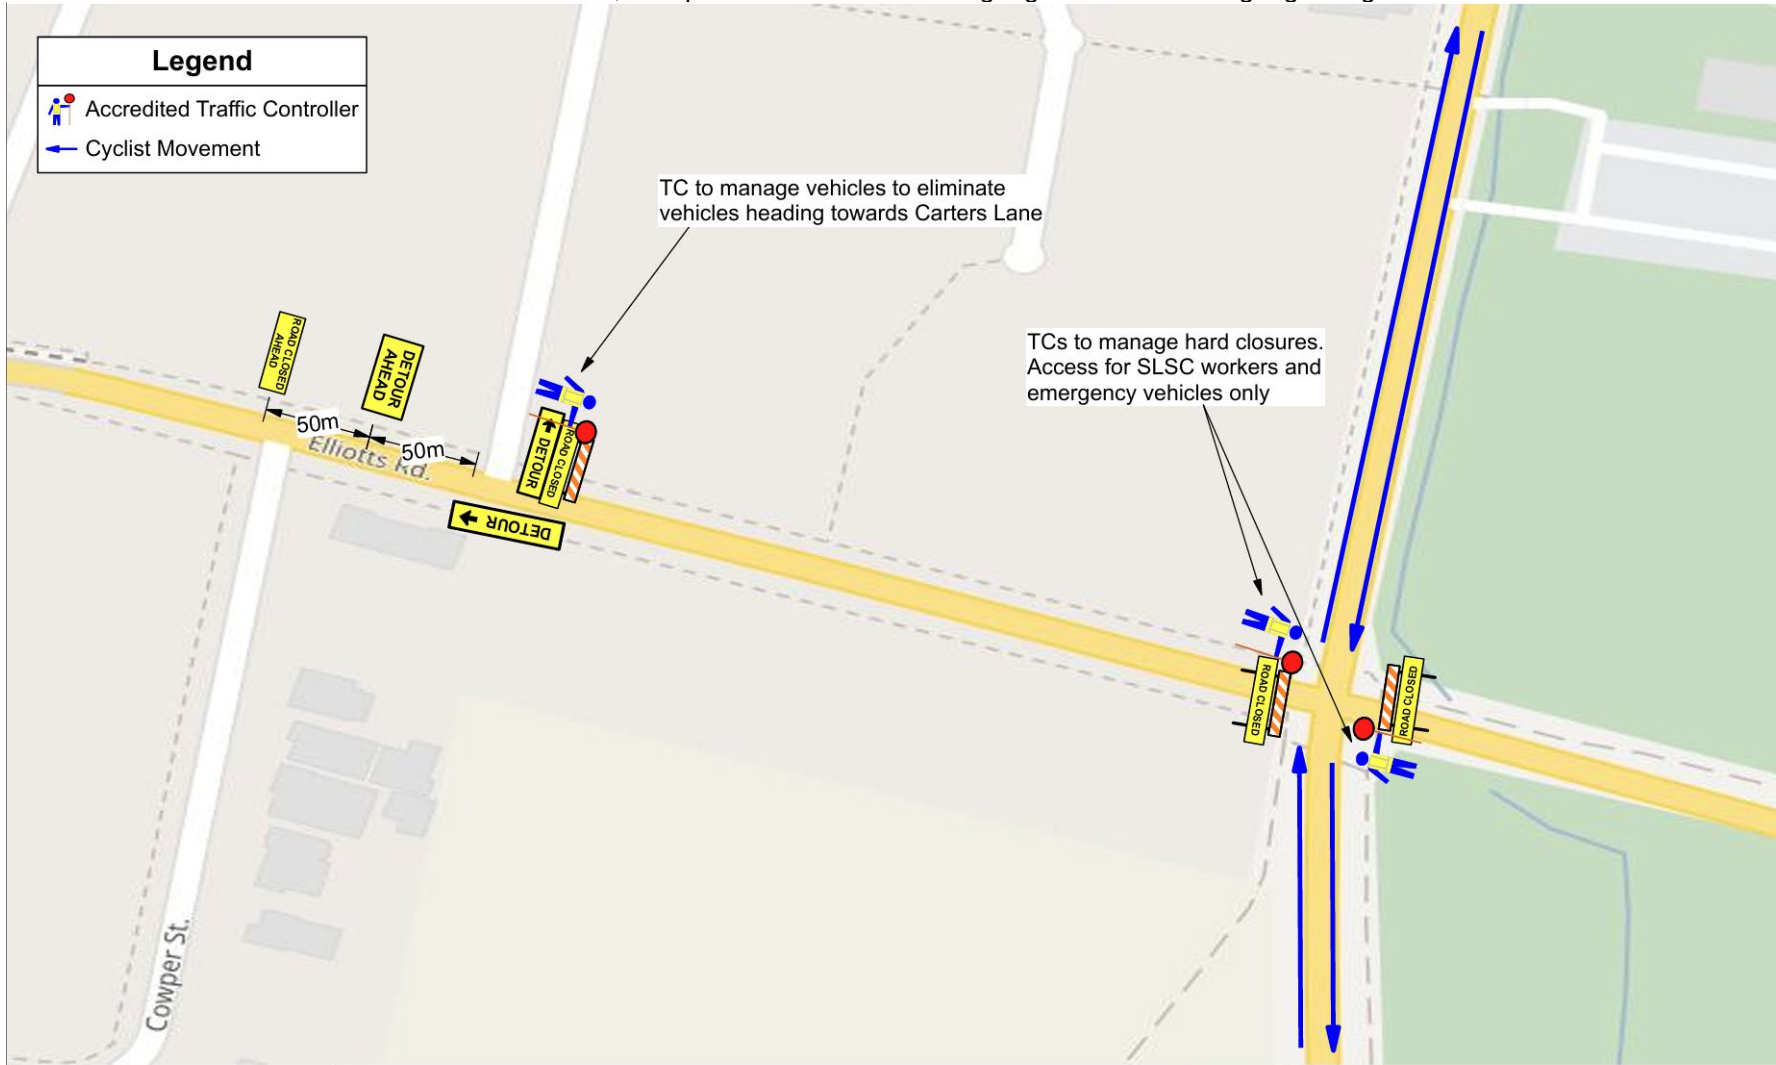 Legend
Accredited Traffic Controller
Cyclist Movement
TC to manage vehicles to eliminate
vehicles heading towards Carters Lane
TCs to manage hard closures.
Access for SLSC workers and
emergency vehicles only
ROAD CLOSED
AHEAD
DETOUR
AHEAD
50m
50m
Elliotts Rd.
DETOUR
ROAD CLOSED
DETOUR
ROAD CLOSED
ROAD CLOSED
Cowper St.